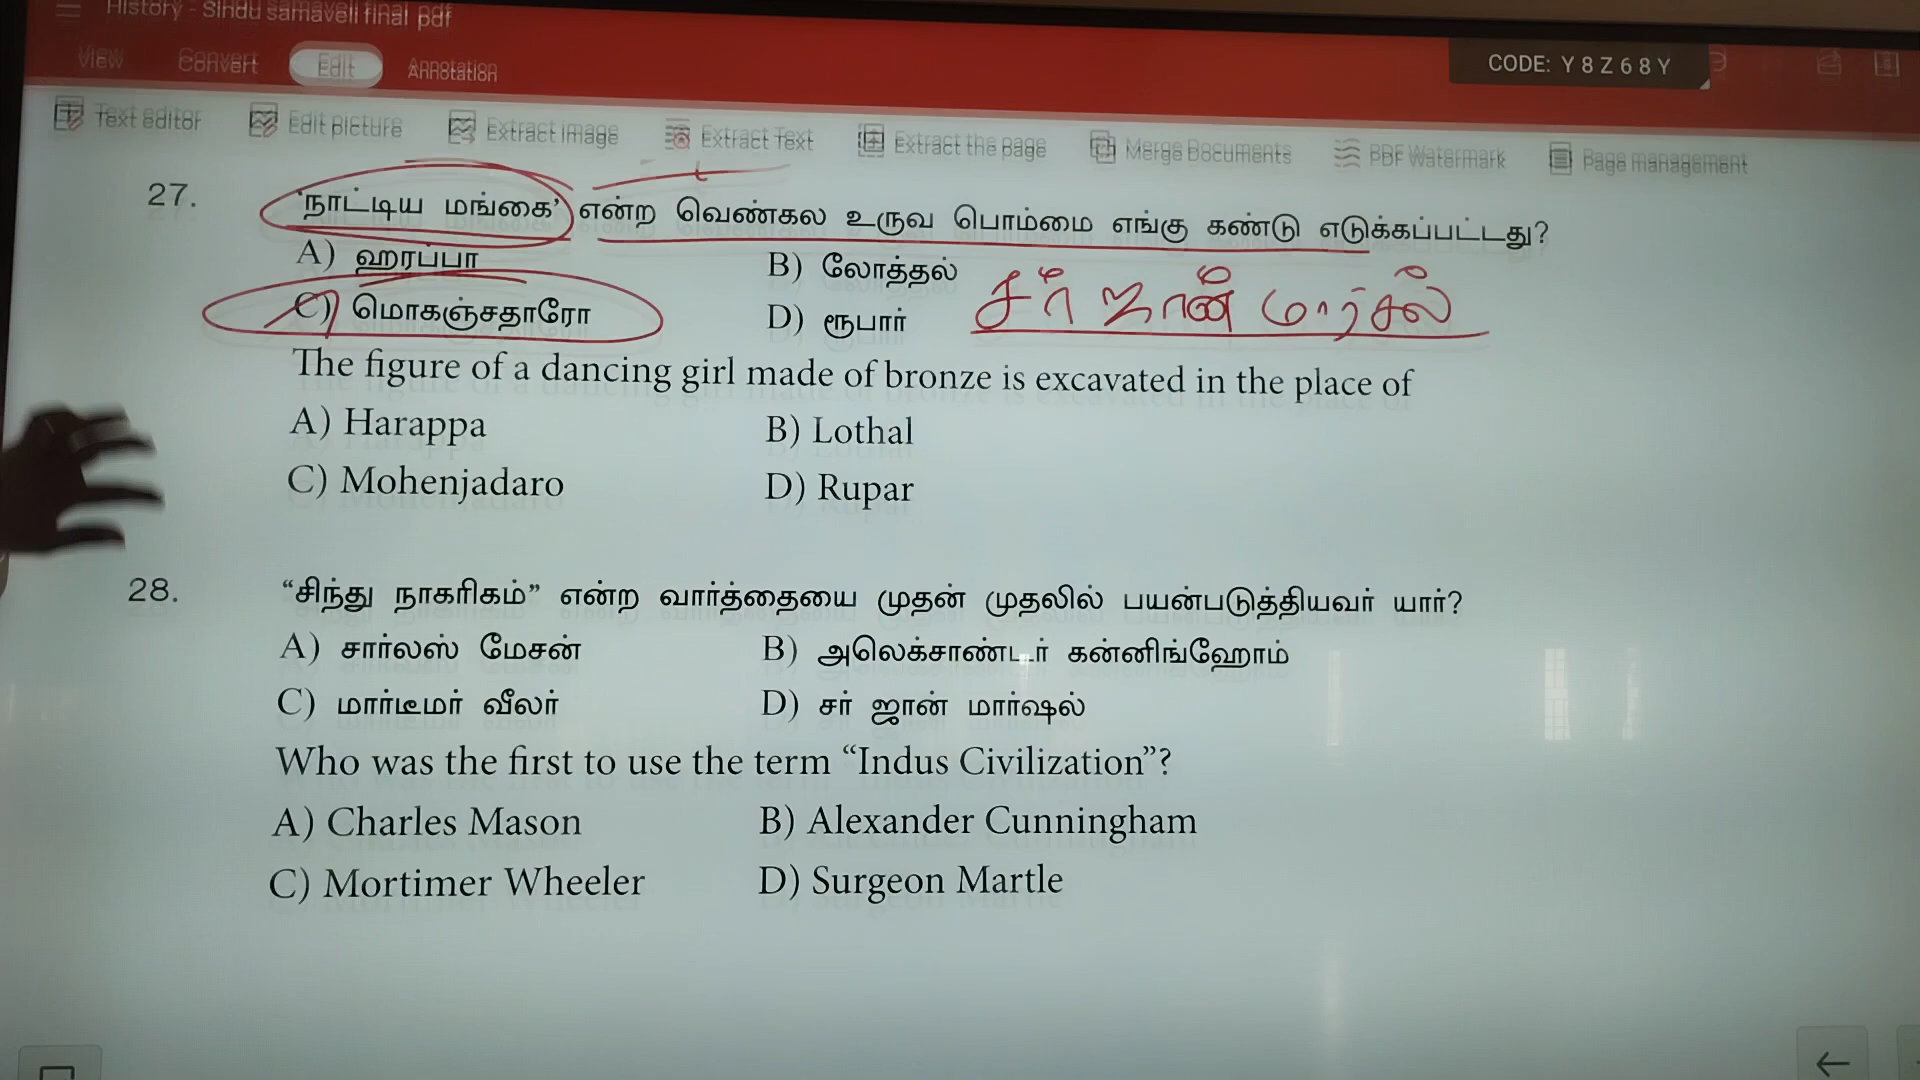 History - Sindu samaveli final pdf
View Convert Edit Annotation
CODE: Y8Z68Y
Text editor Edit picture Extract image Extract Text Extract the page Merge Documents PDF Watermark Page management
27. 'நாட்டிய மங்கை' என்ற வெண்கல உருவ பொம்மை எங்கு கண்டு எடுக்கப்பட்டது?
A) ஹரப்பா B) லோத்தல்
C) மொகஞ்சதாரோ D) ரூபார்
சர் ஜான் மார்சல்
The figure of a dancing girl made of bronze is excavated in the place of
A) Harappa B) Lothal
C) Mohenjadaro D) Rupar
28. “சிந்து நாகரிகம்” என்ற வார்த்தையை முதன் முதலில் பயன்படுத்தியவர் யார்?
A) சார்லஸ் மேசன் B) அலெக்சாண்டர் கன்னிங்ஹோம்
C) மார்டீமர் வீலர் D) சர் ஜான் மார்ஷல்
Who was the first to use the term “Indus Civilization”?
A) Charles Mason B) Alexander Cunningham
C) Mortimer Wheeler D) Surgeon Martle